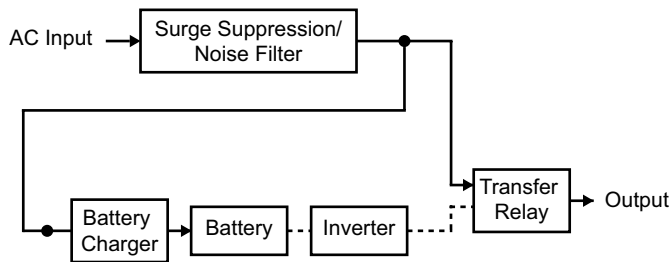 AC Input
Surge Suppression/
Noise Filter
Transfer
Relay
Output
Battery
Charger
Battery
Inverter